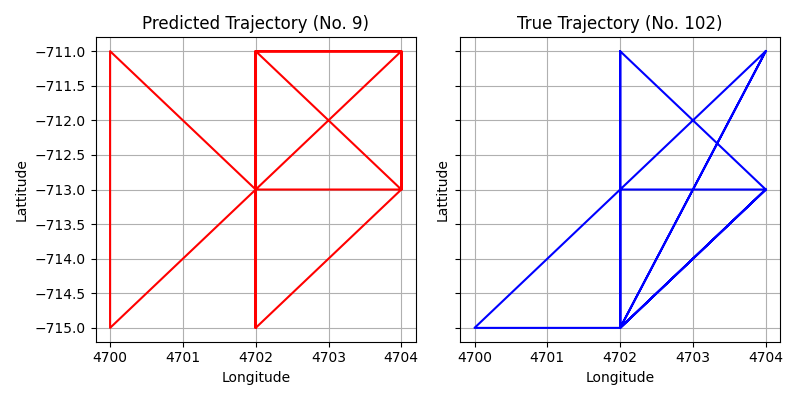 Predicted Trajectory (No. 9)
True Trajectory (No. 102)
−711.0
−711.5
−712.0
−712.5
−713.0
−713.5
−714.0
−714.5
−715.0
Lattitude
Lattitude
4700 4701 4702 4703 4704
4700 4701 4702 4703 4704
Longitude
Longitude